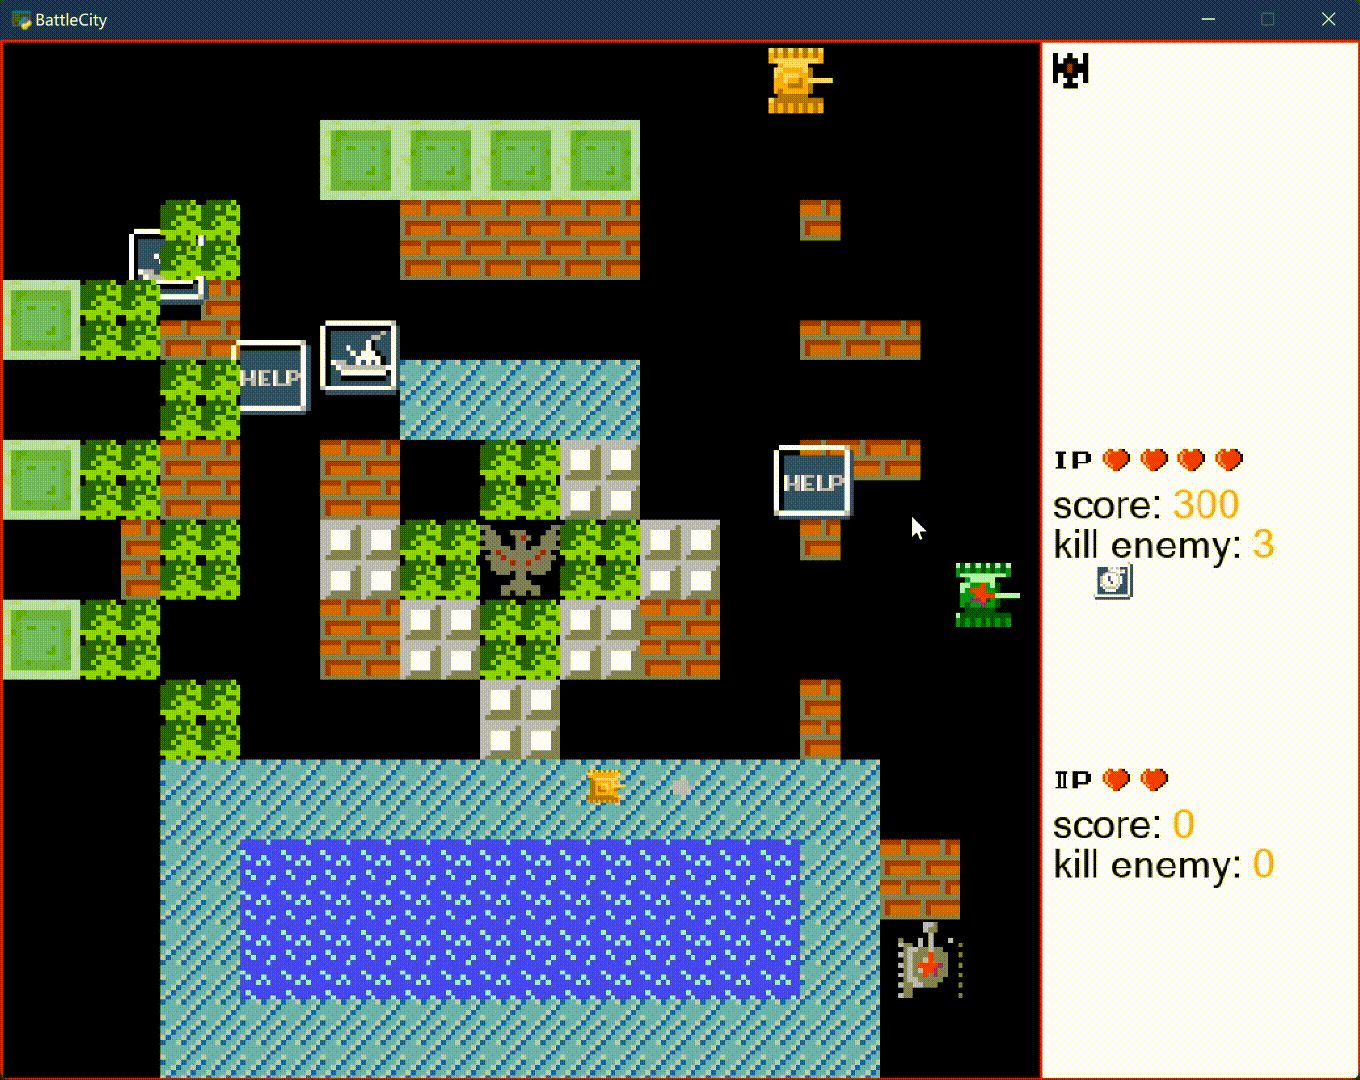 BattleCity
HELP
HELP
IP
score: 300
kill enemy: 3
IIP
score: 0
kill enemy: 0